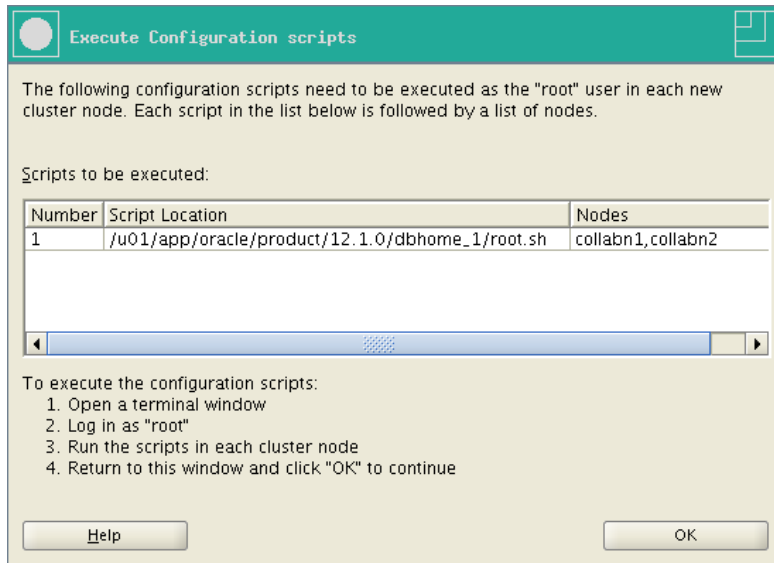 Execute Configuration scripts
The following configuration scripts need to be executed as the "root" user in each new
cluster node. Each script in the list below is followed by a list of nodes.
Scripts to be executed:
Number Script Location Nodes
1 /u01/app/oracle/product/12.1.0/dbhome_1/root.sh collabn1,collabn2
To execute the configuration scripts:
1. Open a terminal window
2. Log in as "root"
3. Run the scripts in each cluster node
4. Return to this window and click "OK" to continue
Help OK